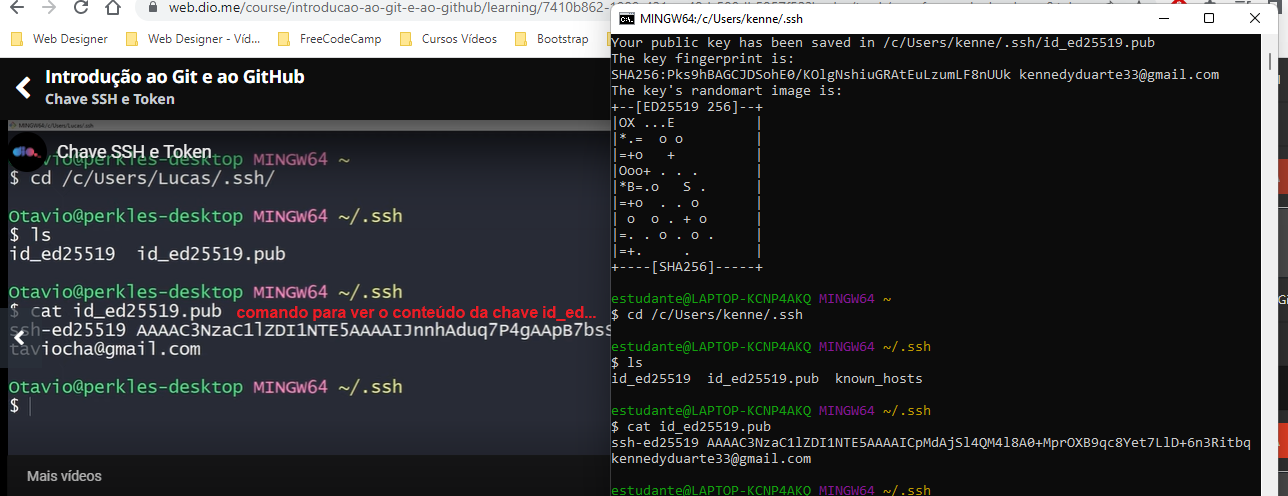 web.dio.me/course/introducao-ao-git-e-ao-github/learning/7410b862-
Web Designer
Web Designer - Víd...
FreeCodeCamp
Cursos Vídeos
Bootstrap
Introdução ao Git e ao GitHub
Chave SSH e Token
MINGW64:/c/Users/Lucas/.ssh
dio.
Chave SSH e Token
vio@perkles-desktop MINGW64 ~
$ cd /c/Users/Lucas/.ssh/
Otavio@perkles-desktop MINGW64 ~/.ssh
$ ls
id_ed25519 id_ed25519.pub
Otavio@perkles-desktop MINGW64 ~/.ssh
$ cat id_ed25519.pub comando para ver o conteúdo da chave id_ed...
ssh-ed25519 AAAAC3NzaC1lZDI1NTE5AAAAIJnnhAduq7P4gAApB7bsS
taviocha@gmail.com
Otavio@perkles-desktop MINGW64 ~/.ssh
$
Mais vídeos
MINGW64:/c/Users/kenne/.ssh
Your public key has been saved in /c/Users/kenne/.ssh/id_ed25519.pub
The key fingerprint is:
SHA256:Pks9hBAGCJDSohE0/KOlgNshiuGRAtEuLzumLF8nUUk kennedyduarte33@gmail.com
The key's randomart image is:
+--[ED25519 256]--+
|OX ...E          |
|*.=  o o         |
|=+o   +          |
|Ooo+ . . .       |
|*B=.o   S .      |
|=+o  . . o       |
| o  o . + o      |
|=. . o . o .     |
|=+.     .        |
+----[SHA256]-----+
estudante@LAPTOP-KCNP4AKQ MINGW64 ~
$ cd /c/Users/kenne/.ssh
estudante@LAPTOP-KCNP4AKQ MINGW64 ~/.ssh
$ ls
id_ed25519  id_ed25519.pub  known_hosts
estudante@LAPTOP-KCNP4AKQ MINGW64 ~/.ssh
$ cat id_ed25519.pub
ssh-ed25519 AAAAC3NzaC1lZDI1NTE5AAAAICpMdAjSl4QM4l8A0+MprOXB9qc8Yet7LlD+6n3Ritbq
kennedyduarte33@gmail.com
estudante@LAPTOP-KCNP4AKQ MINGW64 ~/.ssh